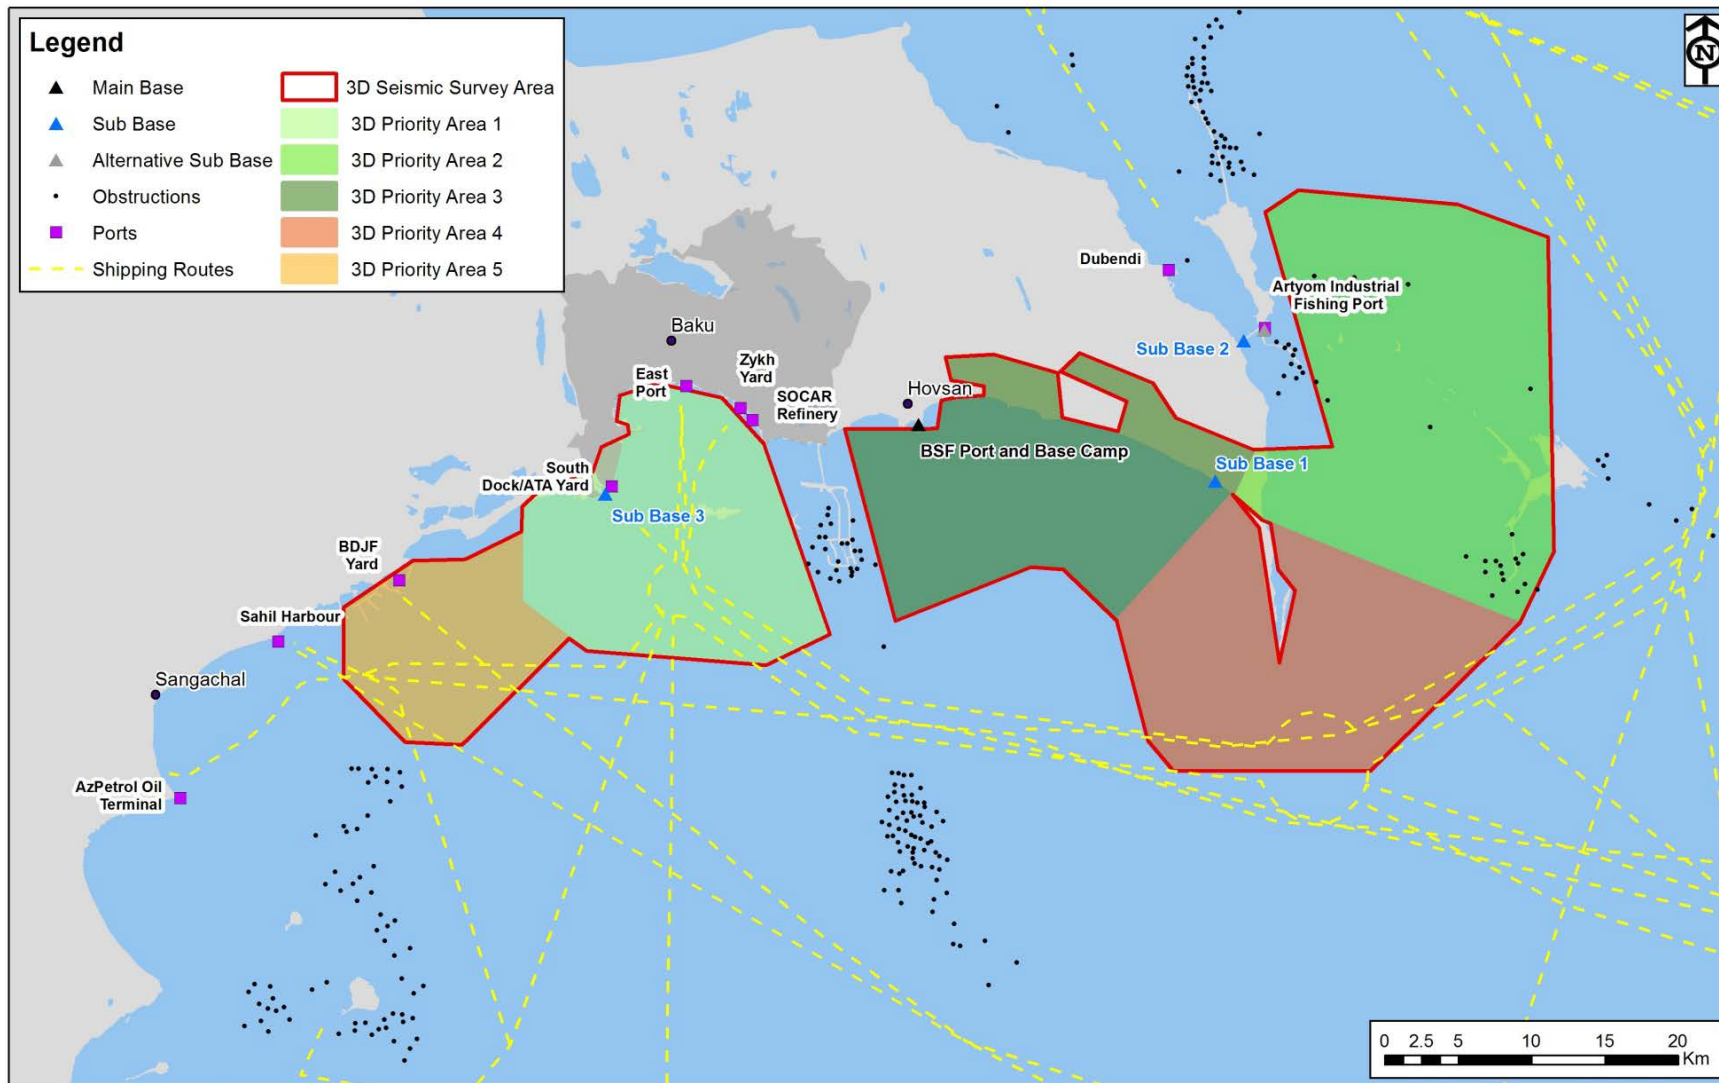 Legend
Main Base
Sub Base
Alternative Sub Base
Obstructions
Ports
Shipping Routes
3D Seismic Survey Area
3D Priority Area 1
3D Priority Area 2
3D Priority Area 3
3D Priority Area 4
3D Priority Area 5
N
Dubendi
Artyom Industrial
Fishing Port
Baku
Sub Base 2
Zykh
Yard
East
Port
SOCAR
Refinery
Hovsan
BSF Port and Base Camp
Sub Base 1
South
Dock/ATA Yard
Sub Base 3
BDJF
Yard
Sahil Harbour
Sangachal
AzPetrol Oil
Terminal
0 2.5 5 10 15 20
Km